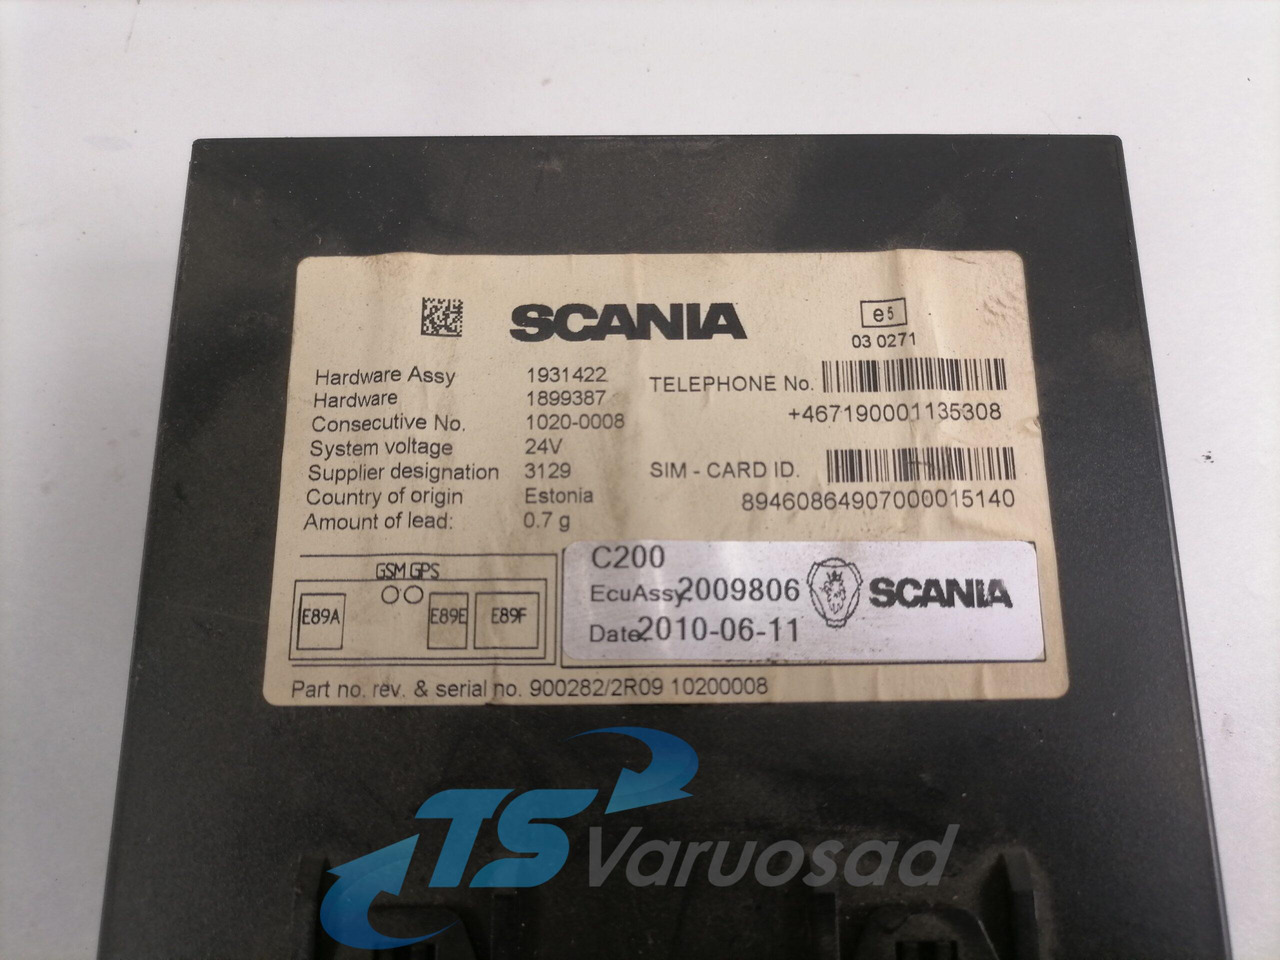 SCANIA
e5
03 0271
Hardware Assy 1931422
Hardware 1899387
Consecutive No. 1020-0008
System voltage 24V
Supplier designation 3129
Country of origin Estonia
Amount of lead: 0.7 g
TELEPHONE No.
+467190001135308
SIM - CARD ID.
89460864907000015140
GSM GPS
E89A E89E E89F
C200
EcuAssy 2009806
Date 2010-06-11
SCANIA
Part no. rev. & serial no. 900282/2R09 10200008
TS Varuosad